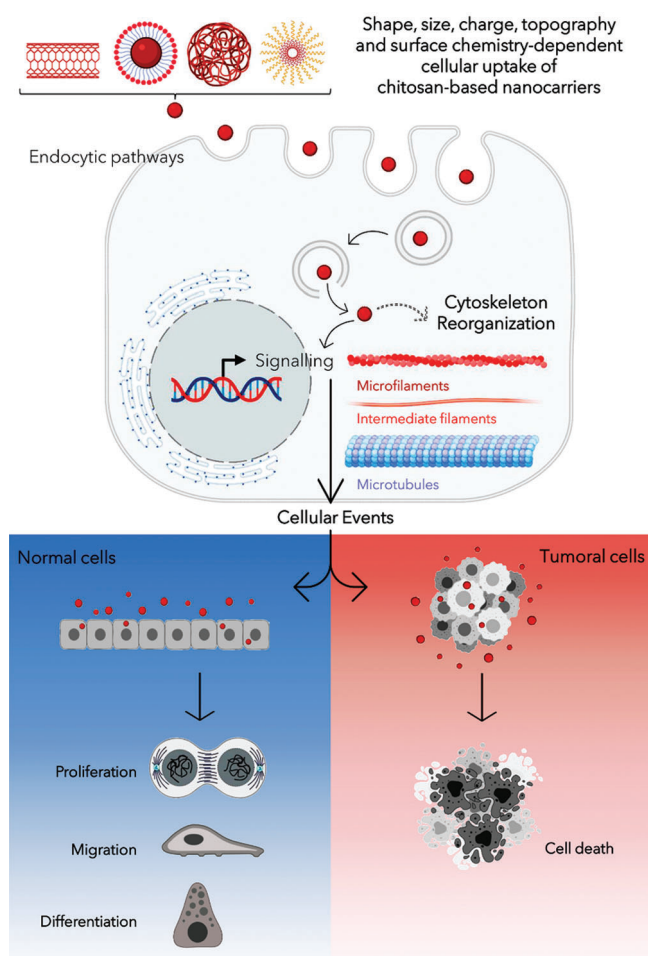 Shape, size, charge, topography
and surface chemistry-dependent
cellular uptake of
chitosan-based nanocarriers
Endocytic pathways
Cytoskeleton
Reorganization
Signalling
Microfilaments
Intermediate filaments
Microtubules
Cellular Events
Normal cells
Tumoral cells
Proliferation
Migration
Cell death
Differentiation